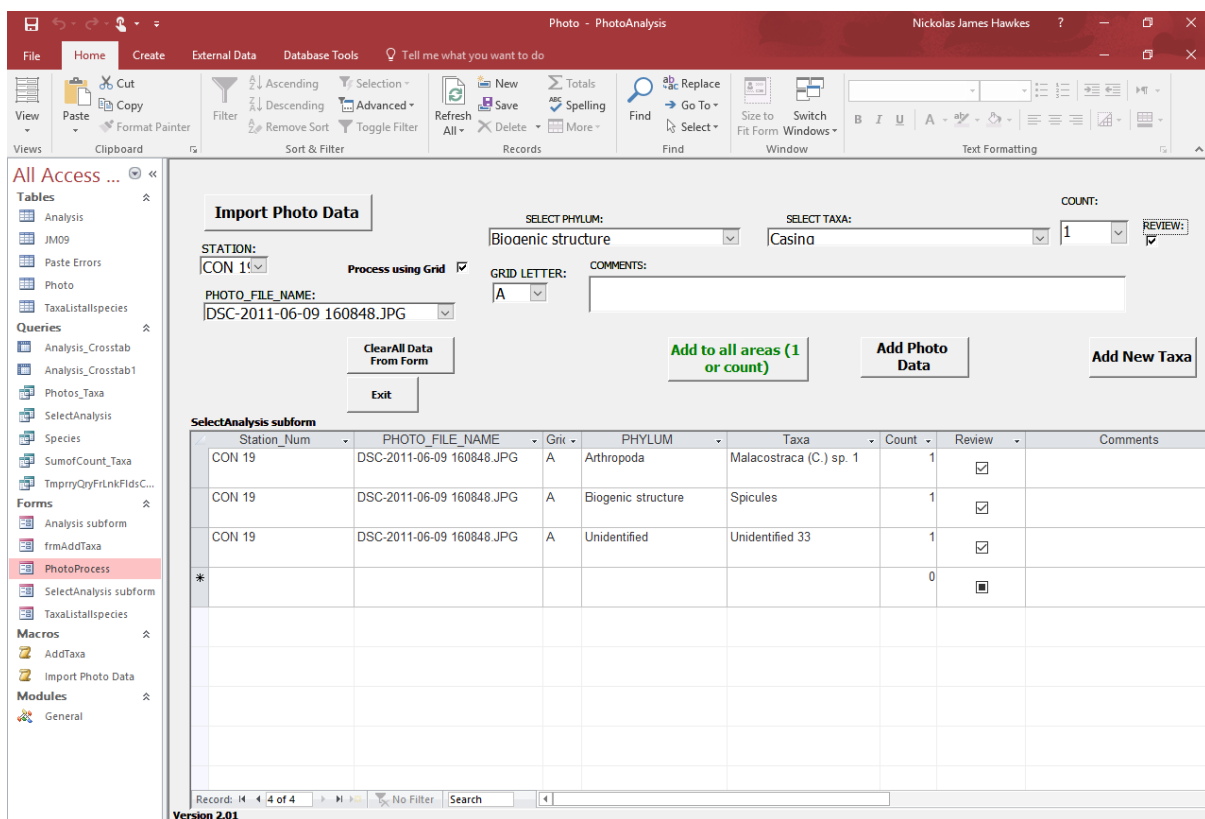 Photo - PhotoAnalysis Nickolas James Hawkes ?
File Home Create External Data Database Tools Tell me what you want to do
View
Paste
Cut
Copy
Format Painter
Filter
Ascending
Descending
Remove Sort
Selection
Advanced
Toggle Filter
Refresh All
New
Save
Delete
Totals
Spelling
More
Find
Replace
Go To
Select
Size to Fit Form
Switch Windows
B I U A
Views Clipboard Sort & Filter Records Find Window Text Formatting
All Access ...
Tables
Analysis
JM09
Paste Errors
Photo
TaxaListallspecies
Queries
Analysis_Crosstab
Analysis_Crosstab1
Photos_Taxa
SelectAnalysis
Species
SumofCount_Taxa
TmprryQryFrLnkFldsC...
Forms
Analysis subform
frmAddTaxa
PhotoProcess
SelectAnalysis subform
TaxaListallspecies
Macros
AddTaxa
Import Photo Data
Modules
General
Import Photo Data
STATION:
CON 19
Process using Grid
PHOTO_FILE_NAME:
DSC-2011-06-09 160848.JPG
SELECT PHYLUM:
Biogenic structure
SELECT TAXA:
Casing
COUNT:
1
REVIEW:
GRID LETTER:
A
COMMENTS:
ClearAll Data From Form
Exit
Add to all areas (1 or count)
Add Photo Data
Add New Taxa
SelectAnalysis subform
Station_Num PHOTO_FILE_NAME Gric PHYLUM Taxa Count Review Comments
CON 19 DSC-2011-06-09 160848.JPG A Arthropoda Malacostraca (C.) sp. 1 1
CON 19 DSC-2011-06-09 160848.JPG A Biogenic structure Spicules 1
CON 19 DSC-2011-06-09 160848.JPG A Unidentified Unidentified 33 1
* 0
Record: 4 of 4 No Filter Search
Version 2.01